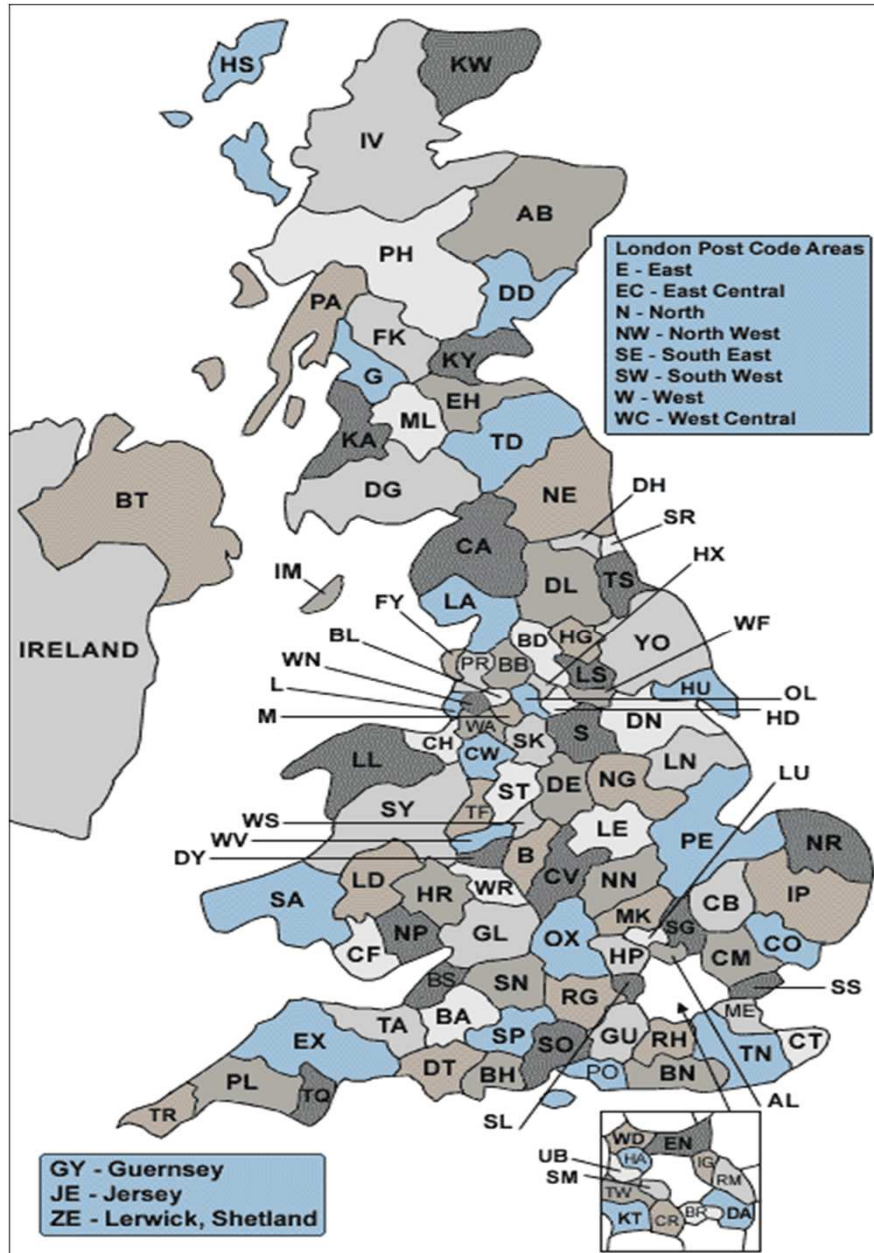 HS
KW
IV
AB
PH
London Post Code Areas
E - East
EC - East Central
N - North
NW - North West
SE - South East
SW - South West
W - West
WC - West Central
DD
PA
FK
KY
G
EH
ML
KA
TD
DG
BT
NE
DH
SR
CA
HX
IM
DL
TS
FY
LA
BL
BD
HG
YO
WF
IRELAND
WN
PR
BB
LS
L
HU
OL
M
WA
DN
HD
CH
SK
S
LL
CW
LN
LU
ST
DE
NG
SY
TF
WS
WV
LE
PE
NR
DY
B
CV
LD
HR
WR
NN
CB
IP
SA
MK
SG
NP
GL
OX
CO
CF
HP
CM
BS
SN
SS
RG
ME
TA
BA
GU
RH
CT
EX
SP
SO
TN
DT
PO
BN
PL
BH
TQ
SL
AL
TR
WD
EN
UB
HA
IG
SM
RM
TW
KT
CR
BR
DA
GY - Guernsey
JE - Jersey
ZE - Lerwick, Shetland